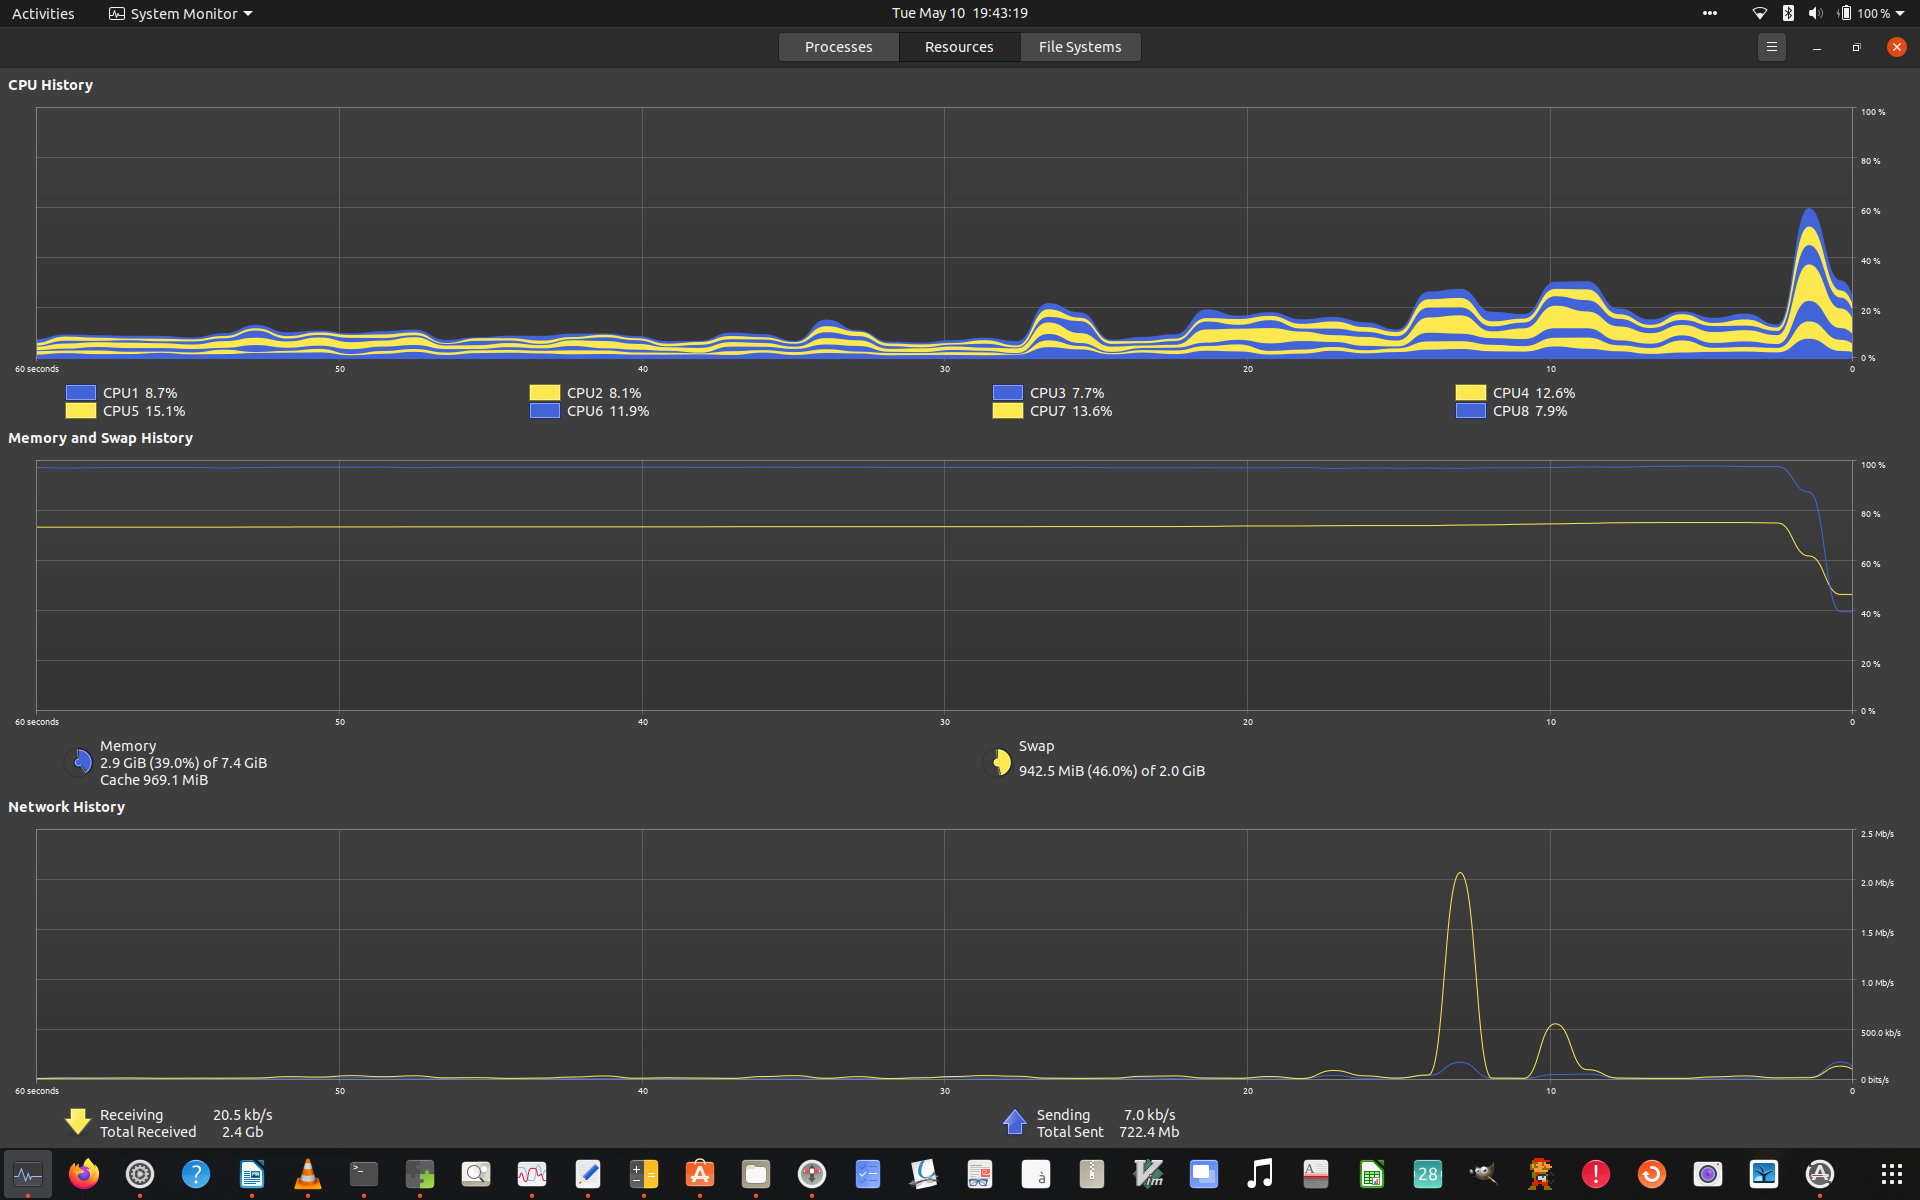 Activities System Monitor Tue May 10 19:43:19 100 %
Processes Resources File Systems
CPU History
100 %
80 %
60 %
40 %
20 %
0 %
60 seconds 50 40 30 20 10 0
CPU1 8.7% CPU2 8.1% CPU3 7.7% CPU4 12.6%
CPU5 15.1% CPU6 11.9% CPU7 13.6% CPU8 7.9%
Memory and Swap History
100 %
80 %
60 %
40 %
20 %
0 %
60 seconds 50 40 30 20 10 0
Memory
2.9 GiB (39.0%) of 7.4 GiB
Cache 969.1 MiB
Swap
942.5 MiB (46.0%) of 2.0 GiB
Network History
2.5 Mb/s
2.0 Mb/s
1.5 Mb/s
1.0 Mb/s
500.0 kb/s
0 bits/s
60 seconds 50 40 30 20 10 0
Receiving 20.5 kb/s
Total Received 2.4 Gb
Sending 7.0 kb/s
Total Sent 722.4 Mb
? >_ A à Vim A 28 !